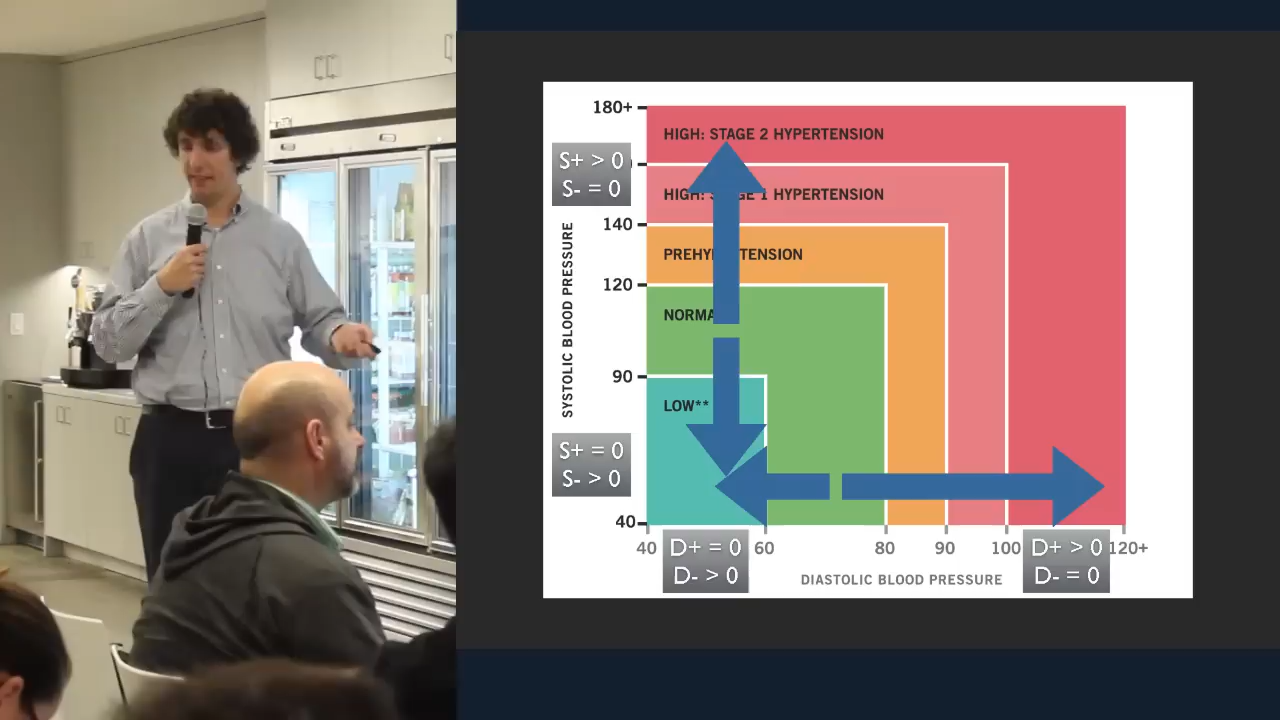 180+
HIGH: STAGE 2 HYPERTENSION
S+ > 0
S- = 0
HIGH: STAGE 1 HYPERTENSION
140
PREHYPERTENSION
120
NORMAL
90
LOW**
SYSTOLIC BLOOD PRESSURE
S+ = 0
S- > 0
40
40 60 80 90 100 120+
D+ = 0
D- > 0
D+ > 0
D- = 0
DIASTOLIC BLOOD PRESSURE